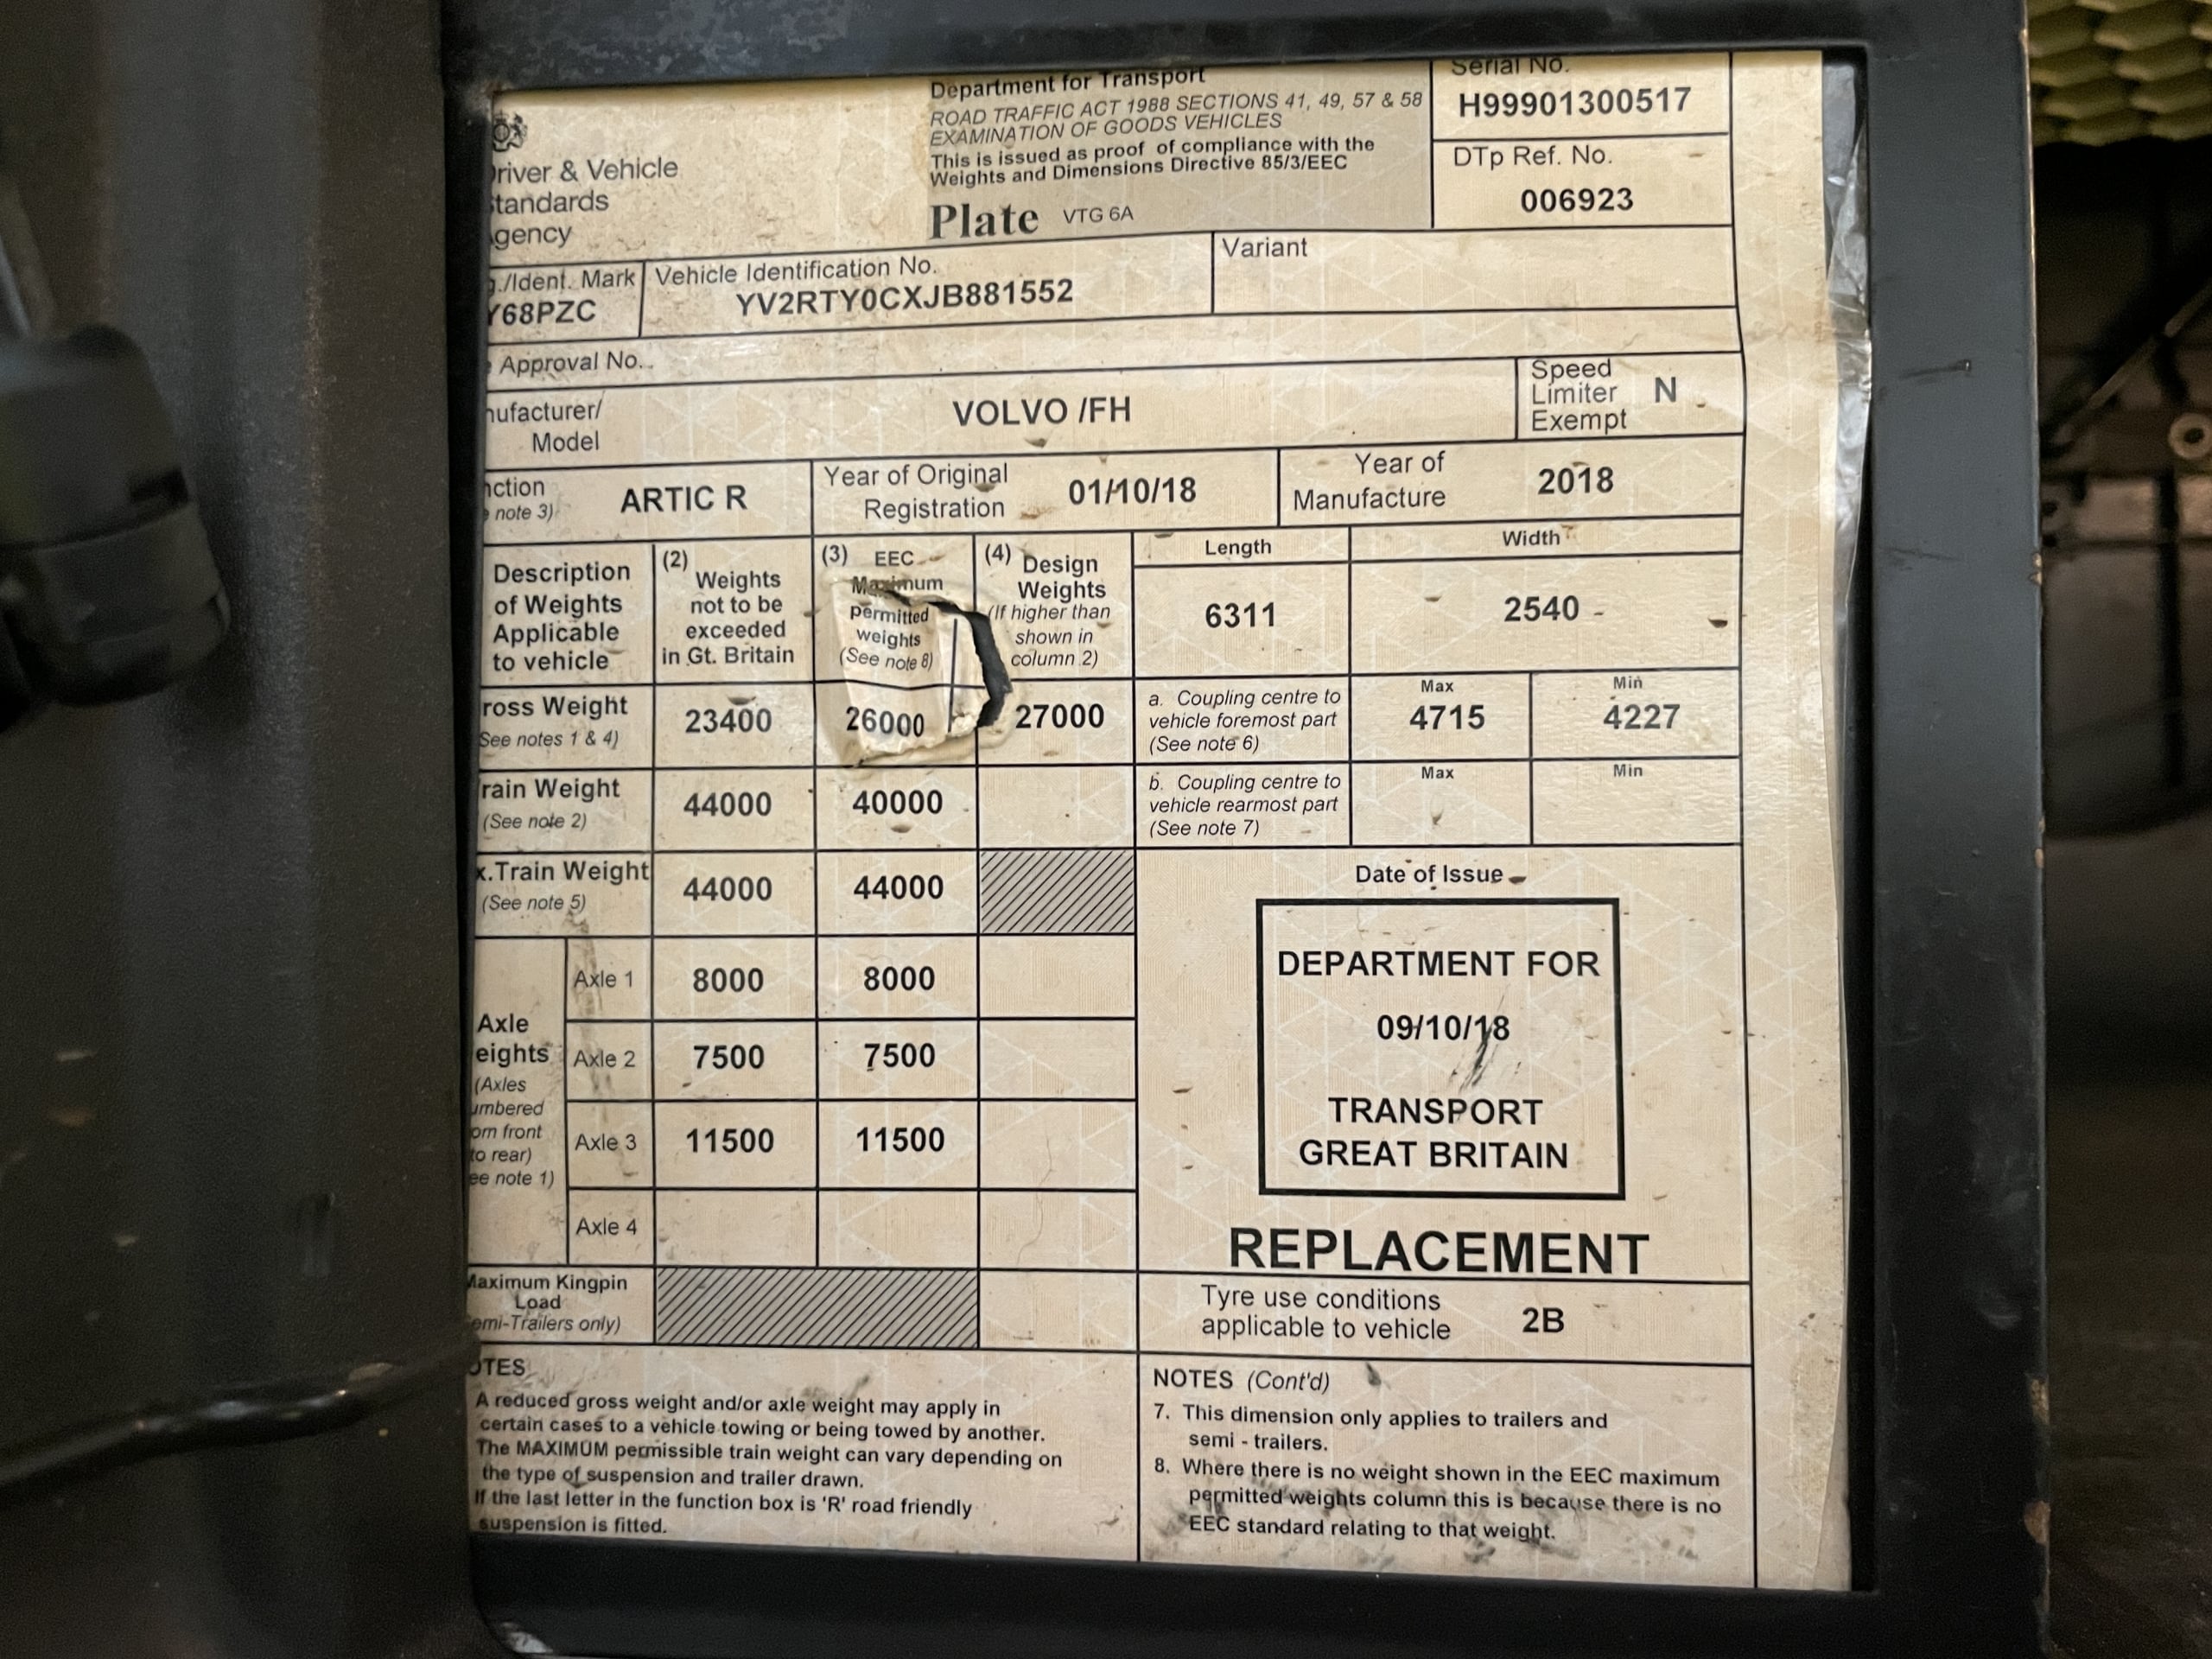 Department for Transport
ROAD TRAFFIC ACT 1988 SECTIONS 41, 49, 57 & 58
EXAMINATION OF GOODS VEHICLES
This is issued as proof of compliance with the
Weights and Dimensions Directive 85/3/EEC
Plate VTG 6A
Serial No.
H99901300517
DTp Ref. No.
006923
river & Vehicle
tandards
gency
g./Ident. Mark
Y68PZC
Vehicle Identification No.
YV2RTY0CXJB881552
Variant
Approval No.
nufacturer/
Model
VOLVO /FH
Speed
Limiter
Exempt
N
nction
note 3)
ARTIC R
Year of Original
Registration
01/10/18
Year of
Manufacture
2018
Description
of Weights
Applicable
to vehicle
(2)
Weights
not to be
exceeded
in Gt. Britain
(3) EEC
Maximum
permitted
weights
(See note 8)
(4) Design
Weights
(If higher than
shown in
column 2)
Length
6311
Width
2540
ross Weight
See notes 1 & 4)
23400
26000
27000
a. Coupling centre to
vehicle foremost part
(See note 6)
Max
4715
Min
4227
rain Weight
(See note 2)
44000
40000
b. Coupling centre to
vehicle rearmost part
(See note 7)
Max
Min
x.Train Weight
(See note 5)
44000
44000
Date of Issue
DEPARTMENT FOR
09/10/18
TRANSPORT
GREAT BRITAIN
REPLACEMENT
Axle
eights
(Axles
umbered
om front
to rear)
ee note 1)
Axle 1
8000
8000
Axle 2
7500
7500
Axle 3
11500
11500
Axle 4
Maximum Kingpin
Load
emi-Trailers only)
Tyre use conditions
applicable to vehicle
2B
OTES
A reduced gross weight and/or axle weight may apply in
certain cases to a vehicle towing or being towed by another.
The MAXIMUM permissible train weight can vary depending on
the type of suspension and trailer drawn.
If the last letter in the function box is 'R' road friendly
suspension is fitted.
NOTES (Cont'd)
7. This dimension only applies to trailers and
semi - trailers.
8. Where there is no weight shown in the EEC maximum
permitted weights column this is because there is no
EEC standard relating to that weight.